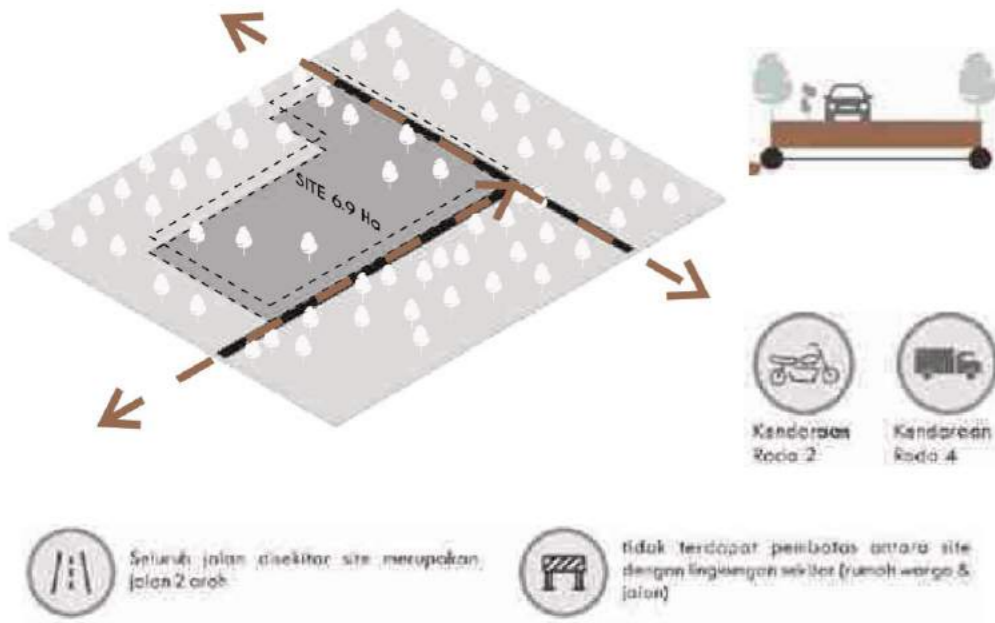 SITE 6.9 Ha
Kendaraan
Roda 2
Kendaraan
Roda 4
Seluruh jalan disekitar site merupakan
jalan 2 arah
tidak terdapat pembatas antara site
dengan lingkungan sekitar (rumah warga &
jalan)